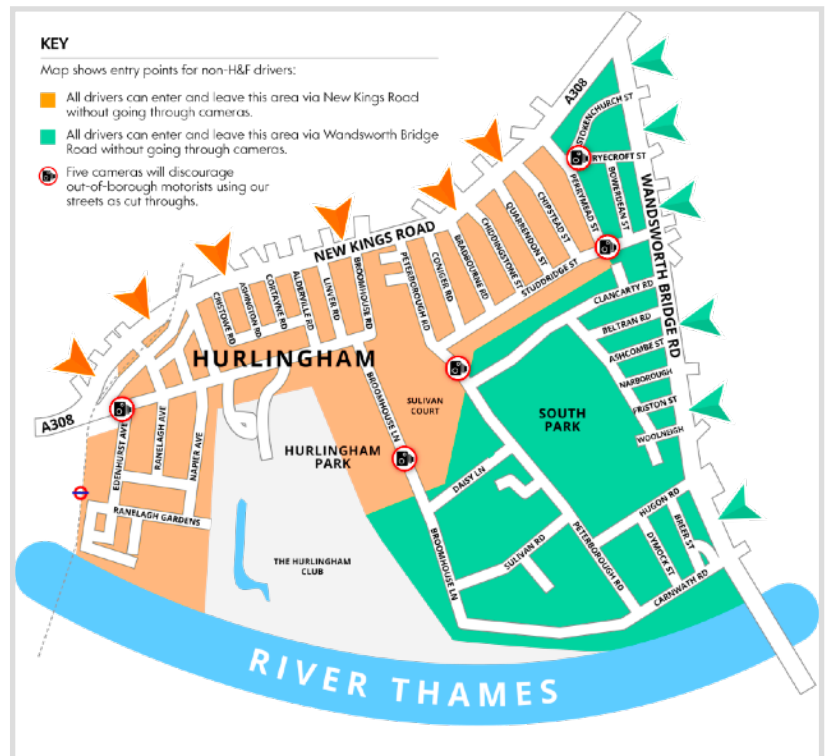 KEY
Map shows entry points for non-H&F drivers:
All drivers can enter and leave this area via New Kings Road
without going through cameras.
All drivers can enter and leave this area via Wandsworth Bridge
Road without going through cameras.
Five cameras will discourage
out-of-borough motorists using our
streets as cut throughs.
A308
STOKENCHURCH ST
RYECROFT ST
PERRYMEAD ST
BOWERDEAN ST
WANDSWORTH BRIDGE RD
NEW KINGS ROAD
CHIPSTEAD ST
QUARRENDON ST
CHIDDINGSTONE ST
BRADBOURNE RD
CONIGER RD
PETERBOROUGH RD
STUDDRIDGE ST
BROOMHOUSE RD
LINVER RD
ALDERVILLE RD
CORTAYNE RD
ASHINGTON RD
CRISTOWE RD
CLANCARTY RD
BELTRAN RD
ASHCOMBE ST
NARBOROUGH
FRISTON ST
WOOLNEIGH
HURLINGHAM
A308
SULIVAN
COURT
SOUTH
PARK
BROOMHOUSE LN
HURLINGHAM
PARK
EDENHURST AVE
RANELAGH AVE
NAPIER AVE
RANELAGH GARDENS
DAISY LN
HUGON RD
BROOMHOUSE LN
SULIVAN RD
PETERBOROUGH RD
DYMOCK ST
BREER ST
CARNWATH RD
THE HURLINGHAM
CLUB
RIVER THAMES